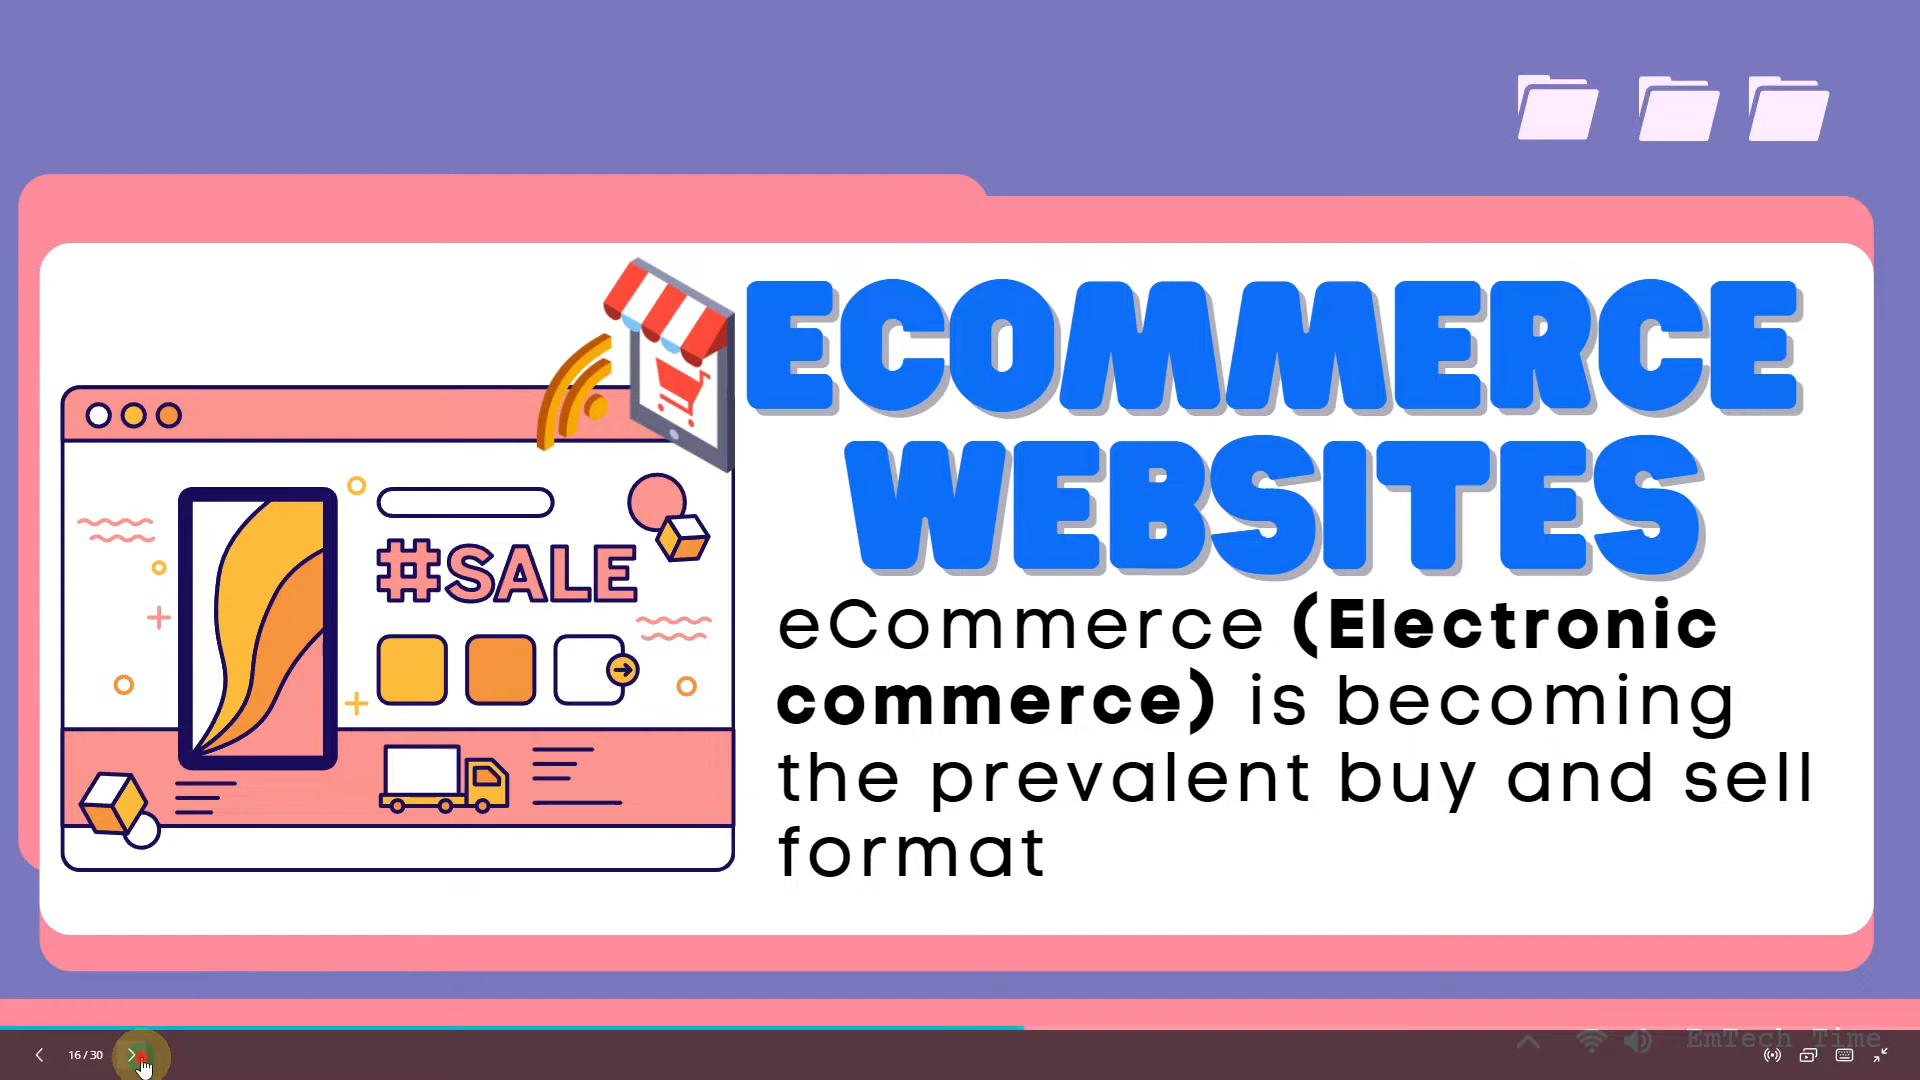 ECOMMERCE
WEBSITES
#SALE
eCommerce (Electronic
commerce) is becoming
the prevalent buy and sell
format
16 / 30
EmTech Time